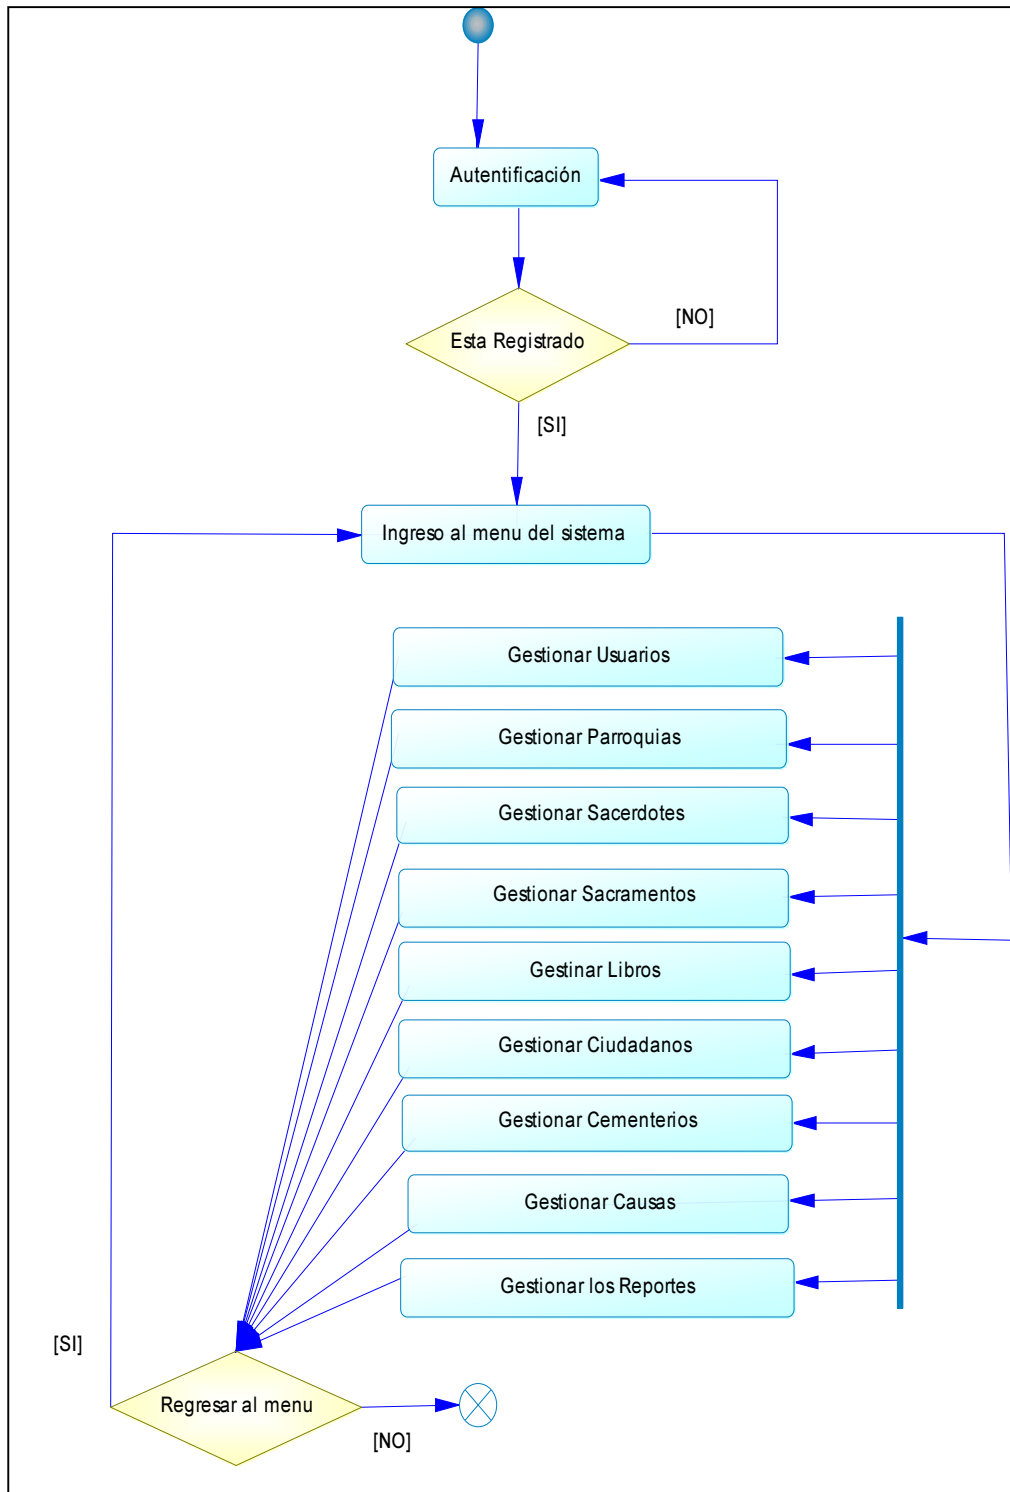 Autentificación
Esta Registrado
[NO]
[SI]
Ingreso al menu del sistema
Gestionar Usuarios
Gestionar Parroquias
Gestionar Sacerdotes
Gestionar Sacramentos
Gestinar Libros
Gestionar Ciudadanos
Gestionar Cementerios
Gestionar Causas
Gestionar los Reportes
[SI]
Regresar al menu
[NO]